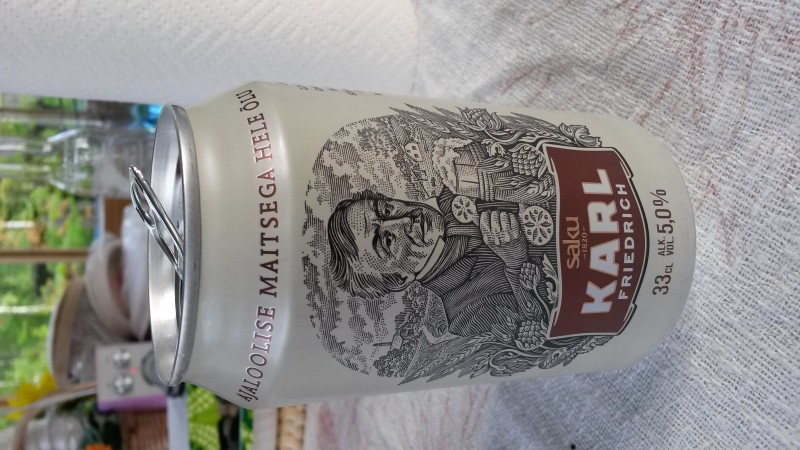 AJALOOLISE MAITSEGA HELE ÕLU
saku
-1820-
KARL
FRIEDRICH
33CL ALK. VOL. 5,0%